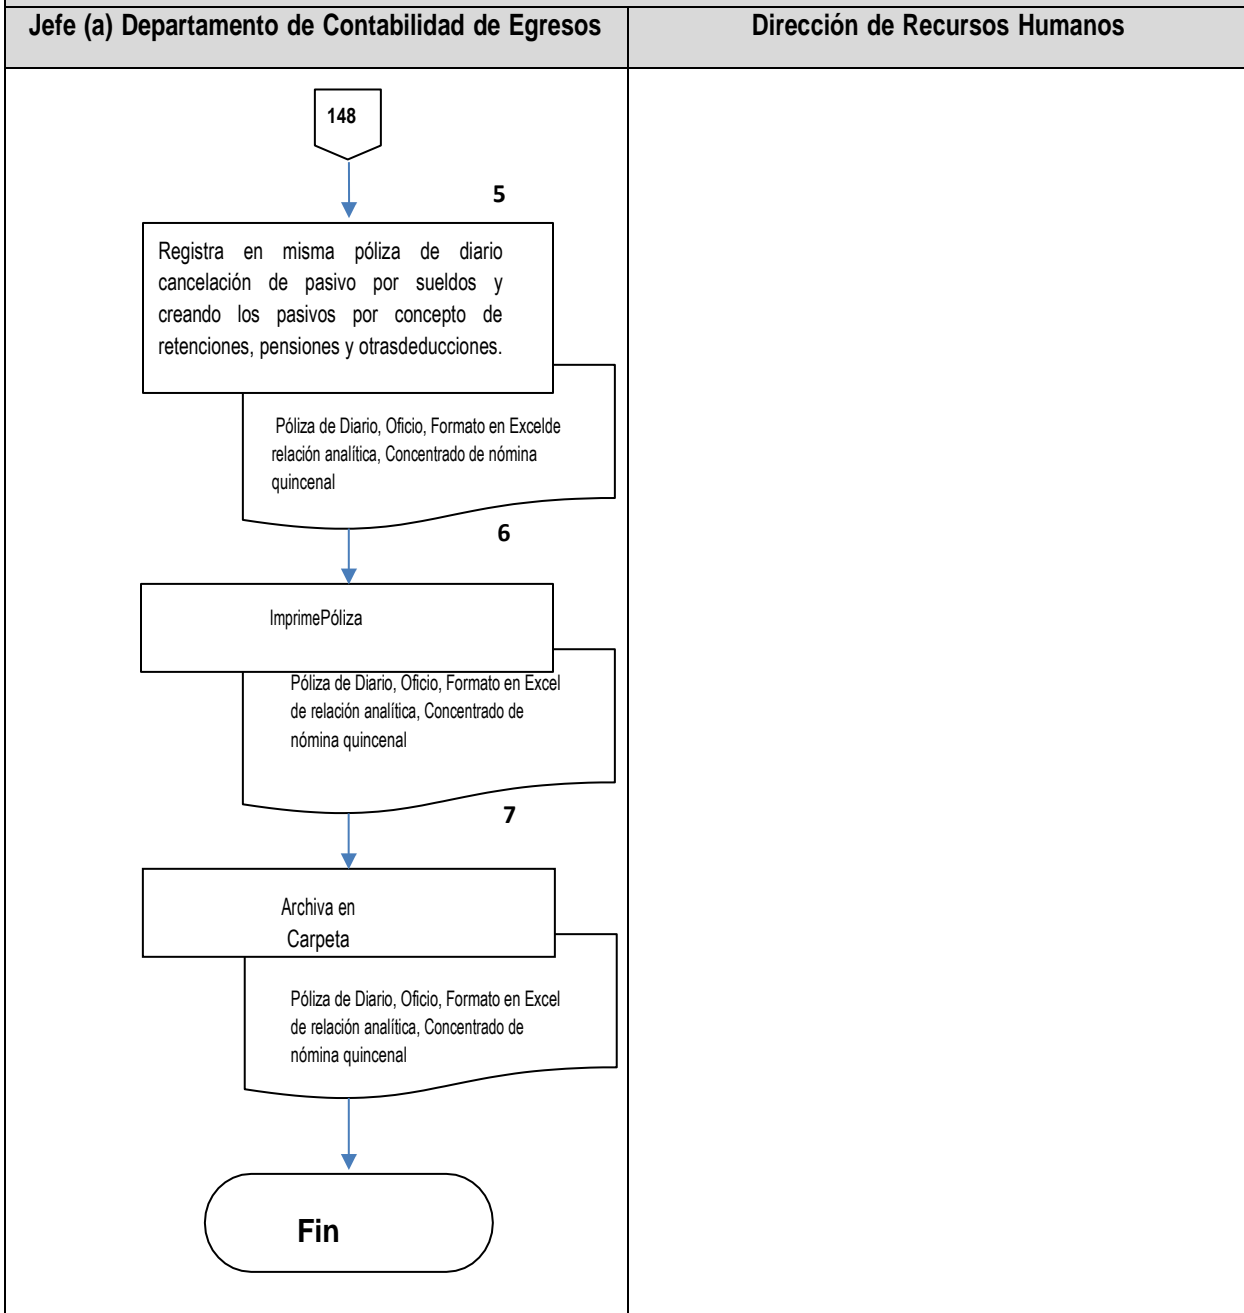 Jefe (a) Departamento de Contabilidad de Egresos
Dirección de Recursos Humanos
148
5
Registra en misma póliza de diario
cancelación de pasivo por sueldos y
creando los pasivos por concepto de
retenciones, pensiones y otrasdeducciones.
Póliza de Diario, Oficio, Formato en Excelde
relación analítica, Concentrado de nómina
quincenal
6
ImprimePóliza
Póliza de Diario, Oficio, Formato en Excel
de relación analítica, Concentrado de
nómina quincenal
7
Archiva en
Carpeta
Póliza de Diario, Oficio, Formato en Excel
de relación analítica, Concentrado de
nómina quincenal
Fin